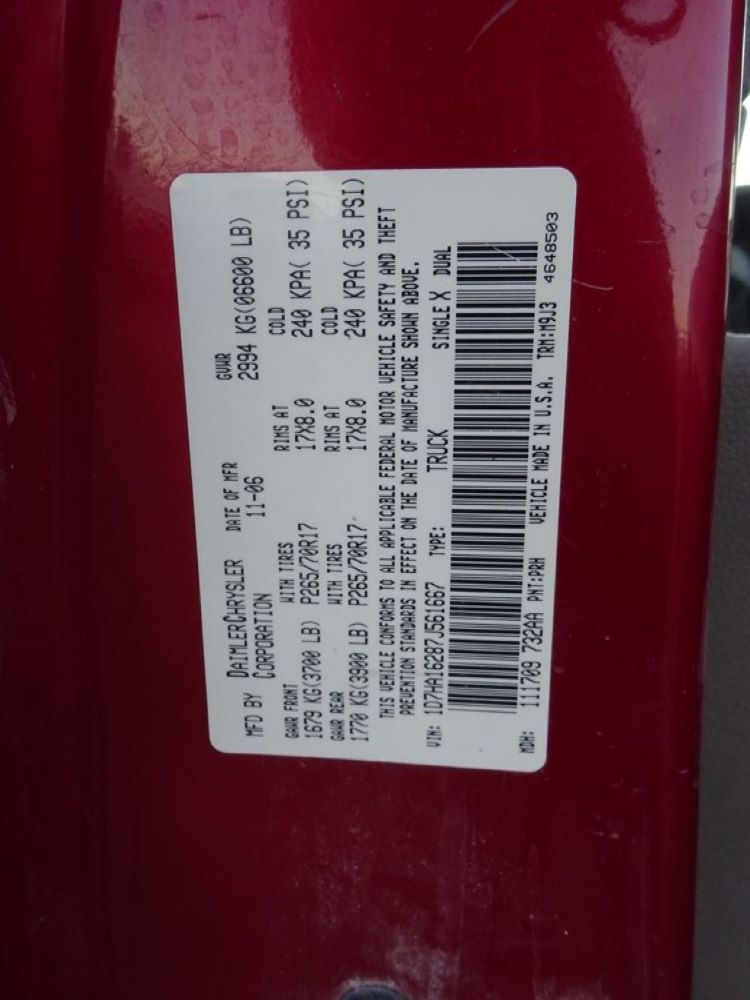 MFD BY DAIMLERCHRYSLER CORPORATION
DATE OF MFR 11-06
GVWR 2994 KG(06600 LB)
GAWR FRONT WITH TIRES RIMS AT COLD
1679 KG(3700 LB) P265/70R17 17X8.0 240 KPA( 35 PSI)
GAWR REAR WITH TIRES RIMS AT COLD
1770 KG(3900 LB) P265/70R17 17X8.0 240 KPA( 35 PSI)
THIS VEHICLE CONFORMS TO ALL APPLICABLE FEDERAL MOTOR VEHICLE SAFETY AND THEFT
PREVENTION STANDARDS IN EFFECT ON THE DATE OF MANUFACTURE SHOWN ABOVE.
VIN: 1D7HA16287J561667 TYPE: TRUCK SINGLE X DUAL
MDH: 111709 732AA PNT:PRH VEHICLE MADE IN U.S.A. TRM:M9J3 4648503